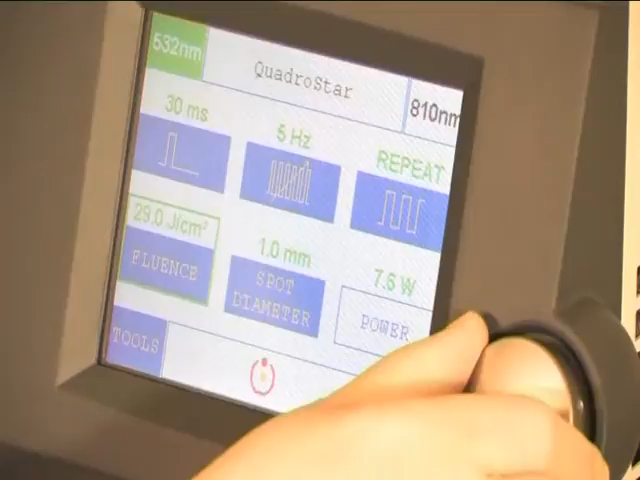 532nm
QuadroStar
810nm
30 ms
5 Hz
REPEAT
29.0 J/cm²
FLUENCE
1.0 mm
SPOT
DIAMETER
7.6 W
POWER
TOOLS